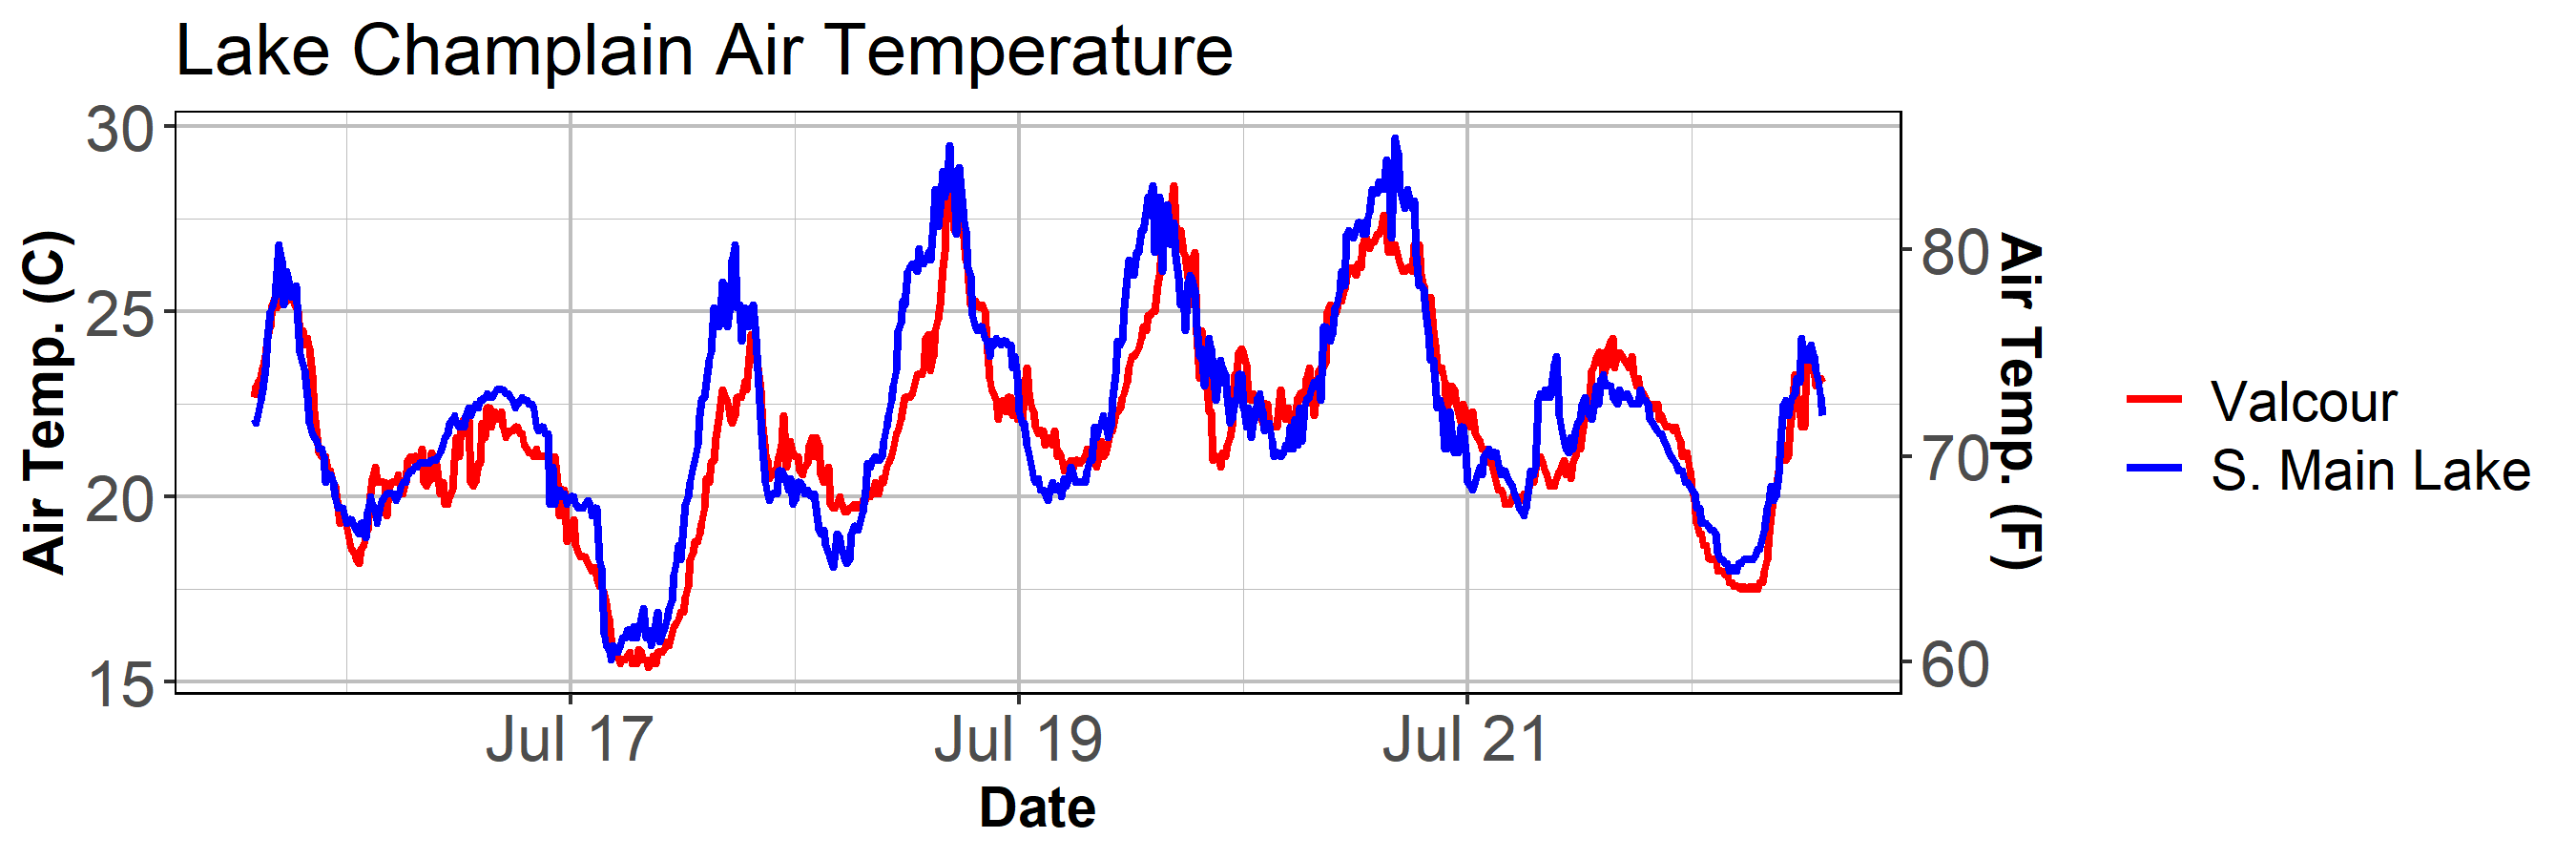 Lake Champlain Air Temperature
30
25
20
15
Air Temp. (C)
80
70
60
Air Temp. (F)
Jul 17
Jul 19
Jul 21
Date
Valcour
S. Main Lake